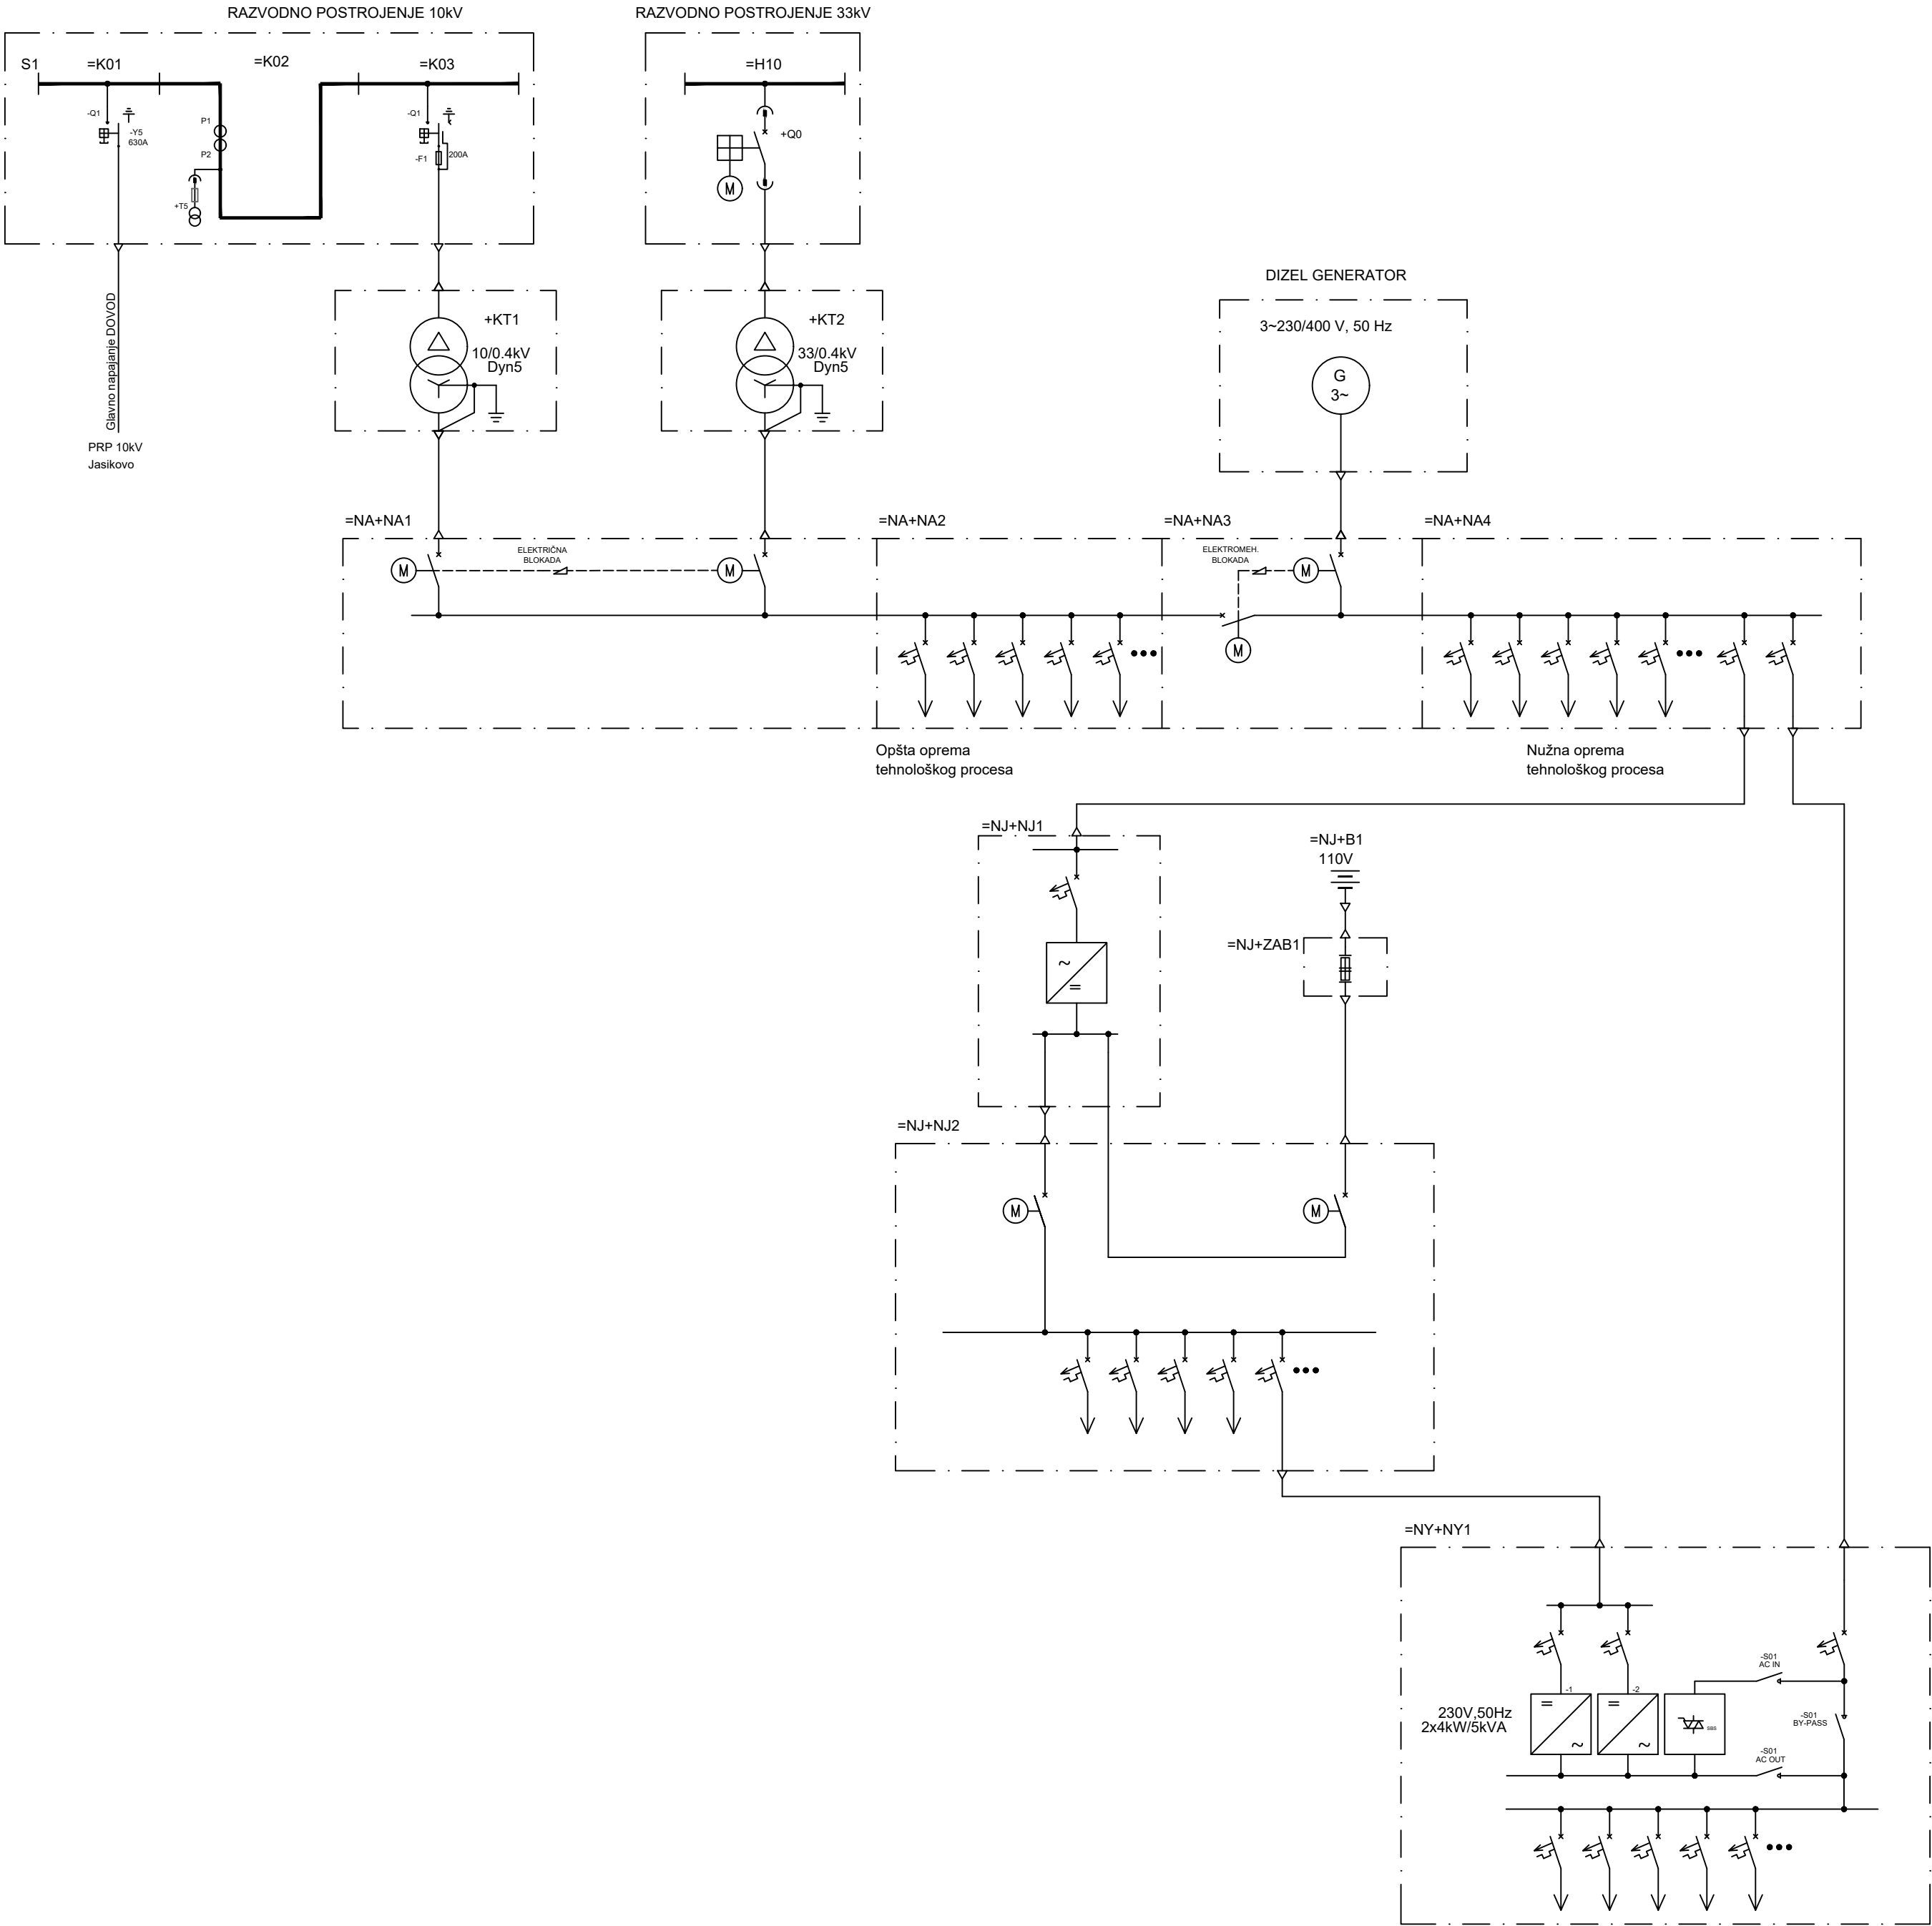 RAZVODNO POSTROJENJE 10kV
RAZVODNO POSTROJENJE 33kV
S1
=K01
=K02
=K03
=H10
-Q1
-Y5
630A
P1
P2
+T5
-Q1
-F1
200A
+Q0
M
Glavno napajanje DOVOD
PRP 10kV
Jasikovo
+KT1
10/0.4kV
Dyn5
+KT2
33/0.4kV
Dyn5
DIZEL GENERATOR
3~230/400 V, 50 Hz
G
3~
=NA+NA1
=NA+NA2
=NA+NA3
=NA+NA4
M
ELEKTRIČNA
BLOKADA
M
ELEKTROMEH.
BLOKADA
M
M
Opšta oprema
tehnološkog procesa
Nužna oprema
tehnološkog procesa
=NJ+NJ1
~
=
=NJ+B1
110V
=NJ+ZAB1
=NJ+NJ2
M
M
=NY+NY1
230V,50Hz
2x4kW/5kVA
-1
=
~
-2
=
~
SBS
-S01
AC IN
-S01
BY-PASS
-S01
AC OUT